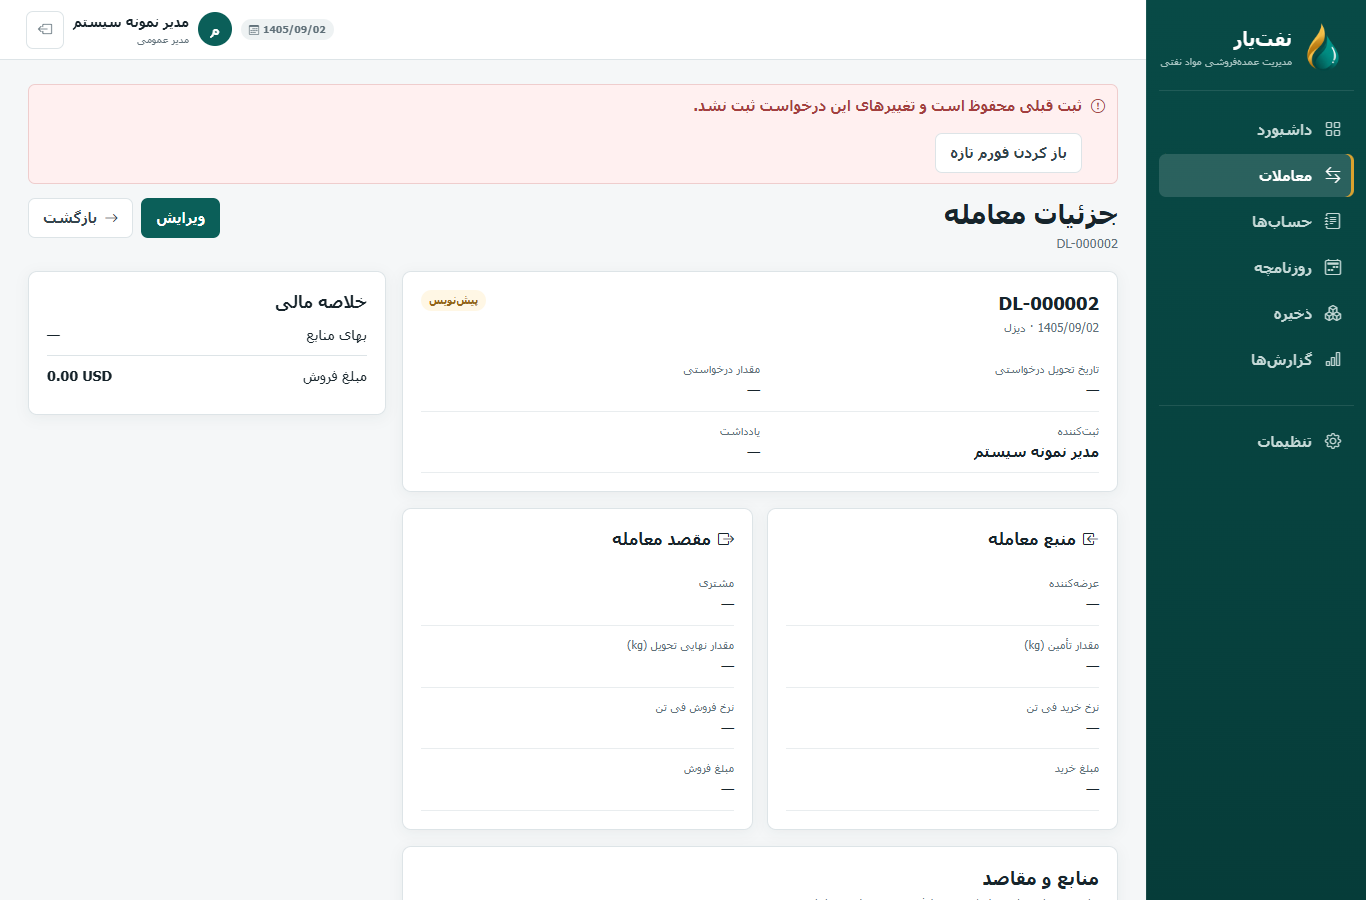 نفت‌یار
مدیریت عمده‌فروشی مواد نفتی
داشبورد
معاملات
حساب‌ها
روزنامچه
ذخیره
گزارش‌ها
تنظیمات
1405/09/02
م
مدیر نمونه سیستم
مدیر عمومی
ثبت قبلی محفوظ است و تغییرهای این درخواست ثبت نشد.
باز کردن فورم تازه
جزئیات معامله
DL-000002
ویرایش
بازگشت
DL-000002
1405/09/02 · دیزل
پیش‌نویس
تاریخ تحویل درخواستی
—
مقدار درخواستی
—
ثبت‌کننده
مدیر نمونه سیستم
یادداشت
—
خلاصه مالی
بهای منابع —
مبلغ فروش 0.00 USD
منبع معامله
عرضه‌کننده
—
مقدار تأمین (kg)
—
نرخ خرید فی تن
—
مبلغ خرید
—
مقصد معامله
مشتری
—
مقدار نهایی تحویل (kg)
—
نرخ فروش فی تن
—
مبلغ فروش
—
منابع و مقاصد